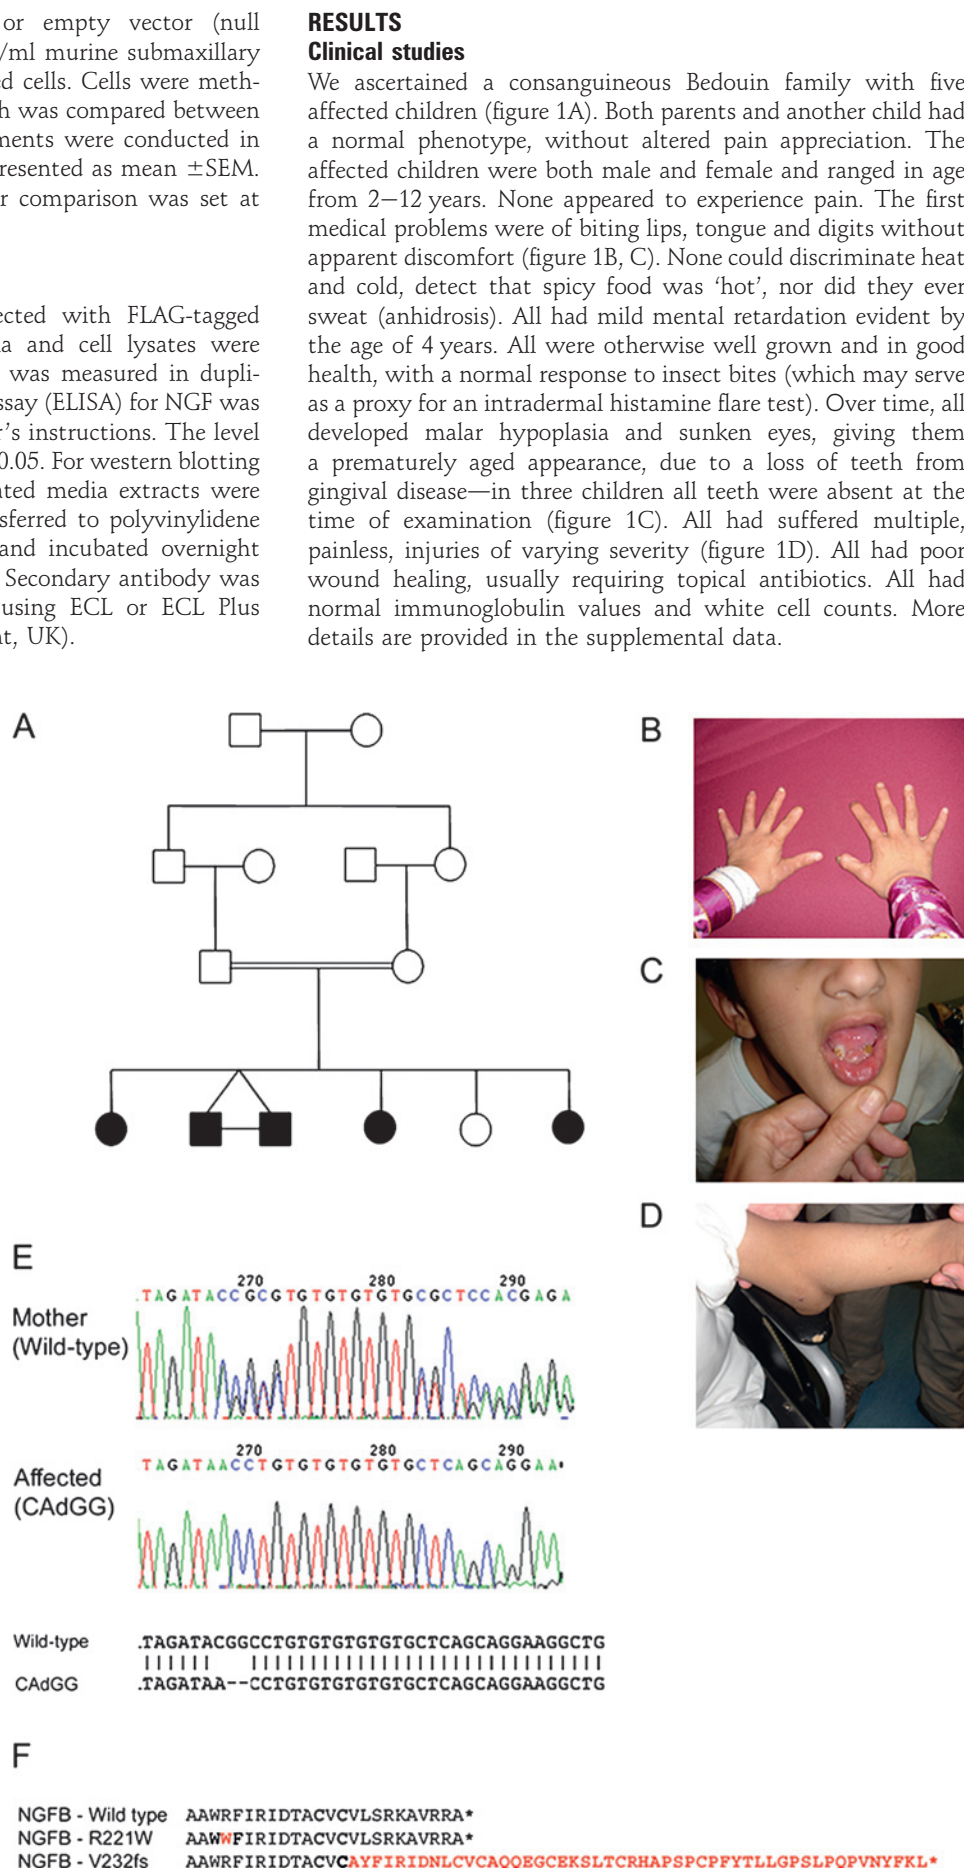 or empty vector (null
/ml murine submaxillary
ed cells. Cells were meth-
h was compared between
ments were conducted in
resented as mean ±SEM.
r comparison was set at
ected with FLAG-tagged
a and cell lysates were
was measured in dupli-
ssay (ELISA) for NGF was
r's instructions. The level
0.05. For western blotting
ated media extracts were
sferred to polyvinylidene
and incubated overnight
Secondary antibody was
using ECL or ECL Plus
nt, UK).
RESULTS
Clinical studies
We ascertained a consanguineous Bedouin family with five
affected children (figure 1A). Both parents and another child had
a normal phenotype, without altered pain appreciation. The
affected children were both male and female and ranged in age
from 2–12 years. None appeared to experience pain. The first
medical problems were of biting lips, tongue and digits without
apparent discomfort (figure 1B, C). None could discriminate heat
and cold, detect that spicy food was 'hot', nor did they ever
sweat (anhidrosis). All had mild mental retardation evident by
the age of 4 years. All were otherwise well grown and in good
health, with a normal response to insect bites (which may serve
as a proxy for an intradermal histamine flare test). Over time, all
developed malar hypoplasia and sunken eyes, giving them
a prematurely aged appearance, due to a loss of teeth from
gingival disease—in three children all teeth were absent at the
time of examination (figure 1C). All had suffered multiple,
painless, injuries of varying severity (figure 1D). All had poor
wound healing, usually requiring topical antibiotics. All had
normal immunoglobulin values and white cell counts. More
details are provided in the supplemental data.
A
B
C
D
E
270 280 290
Mother
(Wild-type)
.TAGATACCGCGTGTGTGTGTGCGCTCCACGAGA
270 280 290
Affected
(CAdGG)
TAGATAACCTGTGTGTGTGTGCTCAGCAGGAA
Wild-type .TAGATACGGCCTGTGTGTGTGTGCTCAGCAGGAAGGCTG
CAdGG .TAGATAA--CCTGTGTGTGTGTGCTCAGCAGGAAGGCTG
F
NGFB - Wild type AAWRFIRIDTACVCVLSRKAVRRA*
NGFB - R221W AAWWFIRIDTACVCVLSRKAVRRA*
NGFB - V232fs AAWRFIRIDTACVCAYFIRIDNLCVCAQQEGCEKSLTCRHAPSPCPFYTLLGPSLPQPVNYFKL*